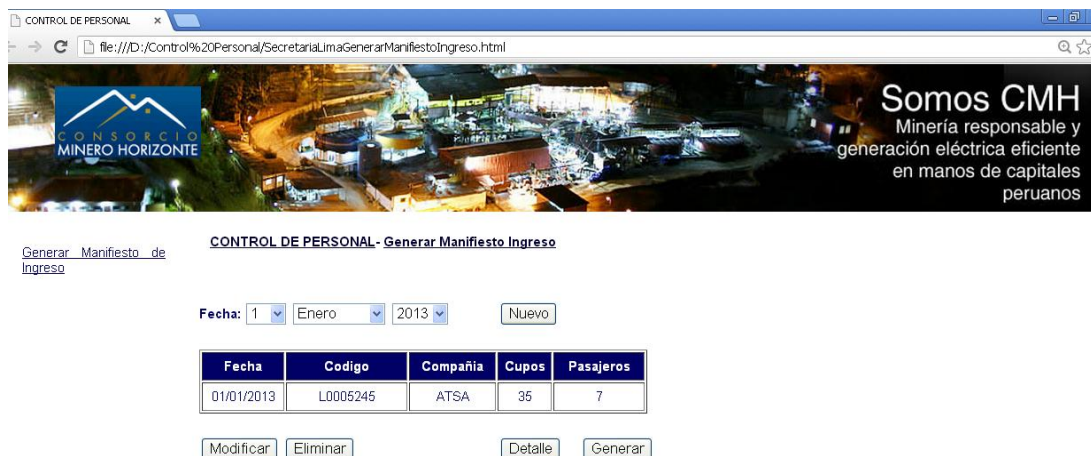 CONTROL DE PERSONAL
file:///D:/Control%20Personal/SecretariaLimaGenerarManifiestoIngreso.html
CONSORCIO
MINERO HORIZONTE
Somos CMH
Minería responsable y
generación eléctrica eficiente
en manos de capitales
peruanos
Generar Manifiesto de
Ingreso
CONTROL DE PERSONAL- Generar Manifiesto Ingreso
Fecha: 1 Enero 2013 Nuevo
Fecha Codigo Compañia Cupos Pasajeros
01/01/2013 L0005245 ATSA 35 7
Modificar Eliminar Detalle Generar